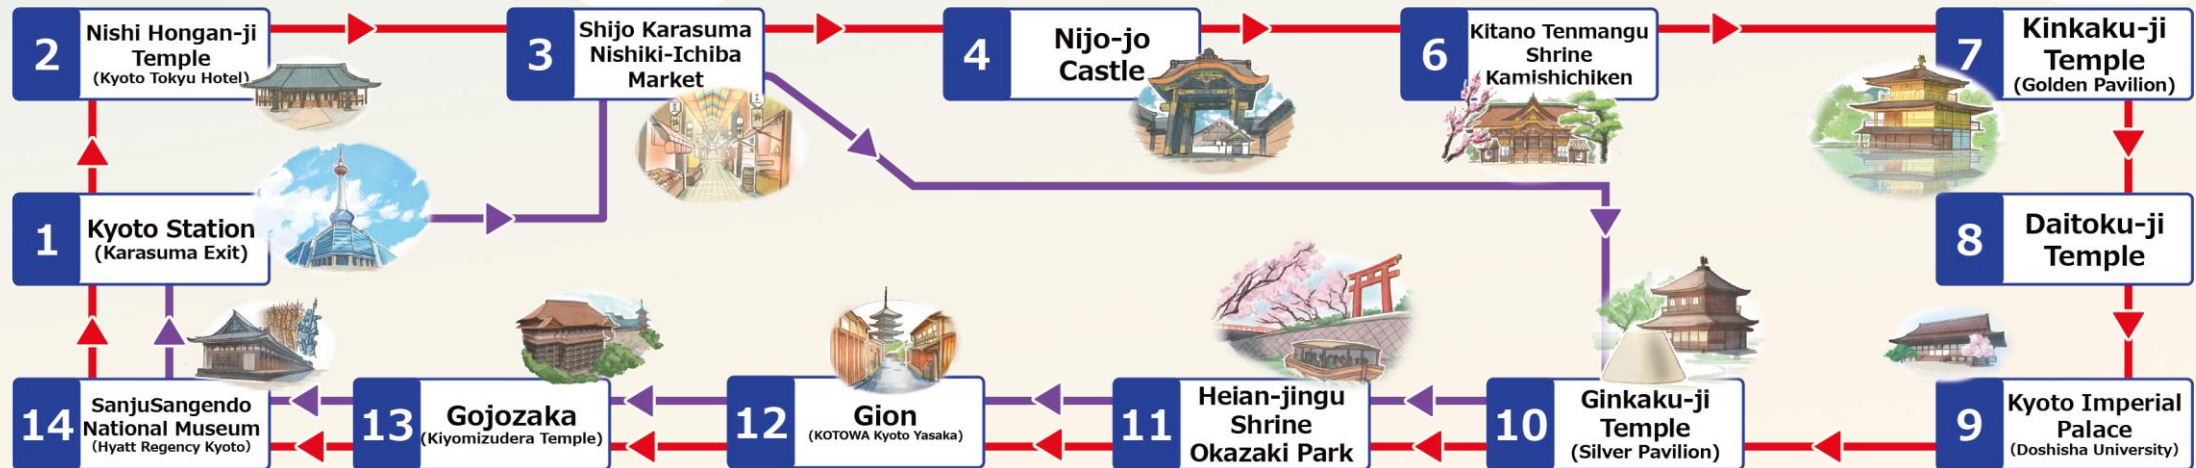 2
Nishi Hongan-ji
Temple
(Kyoto Tokyu Hotel)
3
Shijo Karasuma
Nishiki-Ichiba
Market
4
Nijo-jo
Castle
6
Kitano Tenmangu
Shrine
Kamishichiken
7
Kinkaku-ji
Temple
(Golden Pavilion)
1
Kyoto Station
(Karasuma Exit)
8
Daitoku-ji
Temple
14
SanjuSangendo
National Museum
(Hyatt Regency Kyoto)
13
Gojozaka
(Kiyomizudera Temple)
12
Gion
(KOTOWA Kyoto Yasaka)
11
Heian-jingu
Shrine
Okazaki Park
10
Ginkaku-ji
Temple
(Silver Pavilion)
9
Kyoto Imperial
Palace
(Doshisha University)